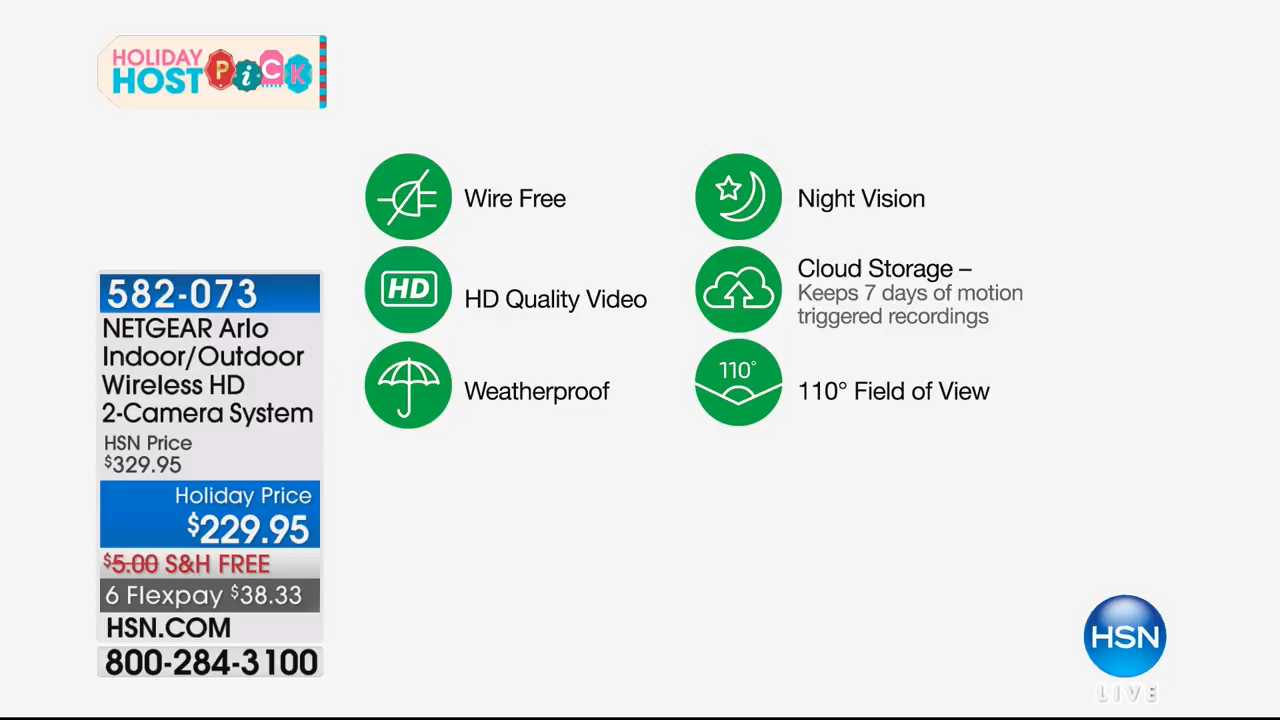 HOLIDAY
HOST PiCK
Wire Free
Night Vision
HD
HD Quality Video
Cloud Storage –
Keeps 7 days of motion
triggered recordings
Weatherproof
110°
110° Field of View
582-073
NETGEAR Arlo
Indoor/Outdoor
Wireless HD
2-Camera System
HSN Price
$329.95
Holiday Price
$229.95
$5.00 S&H FREE
6 Flexpay $38.33
HSN.COM
800-284-3100
HSN
LIVE